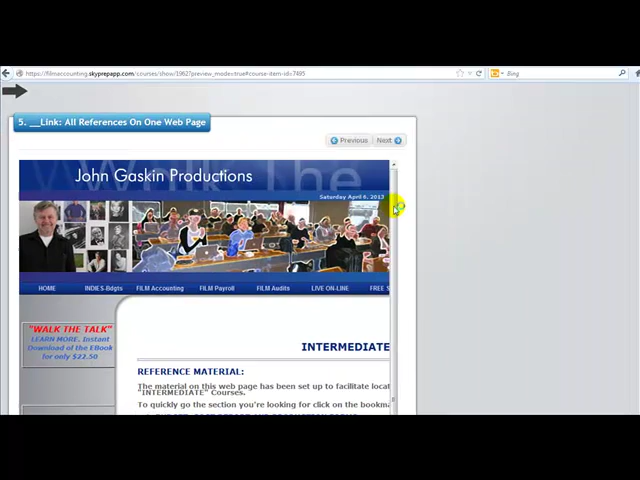 https://filmaccounting.skyprepapp.com/courses/show/1962?preview_mode=true#course-item-id=7495
Bing
5. __Link: All References On One Web Page
Previous Next
John Gaskin Productions
Saturday April 6, 2013
HOME INDIES-Bdgts FILM Accounting FILM Payroll FILM Audits LIVE ON-LINE FREE S
"WALK THE TALK"
LEARN MORE. Instant
Download of the EBook
for only $22.50
INTERMEDIATE
REFERENCE MATERIAL:
The material on this web page has been set up to facilitate locat
"INTERMEDIATE" Courses.
To quickly go the section you're looking for click on the bookma